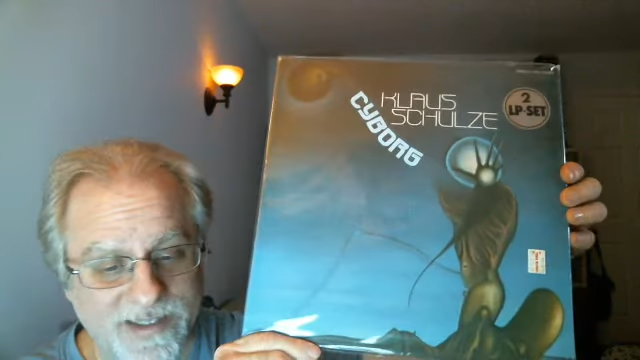 KLAUS
SCHULZE
CYBORG
2
LP-SET